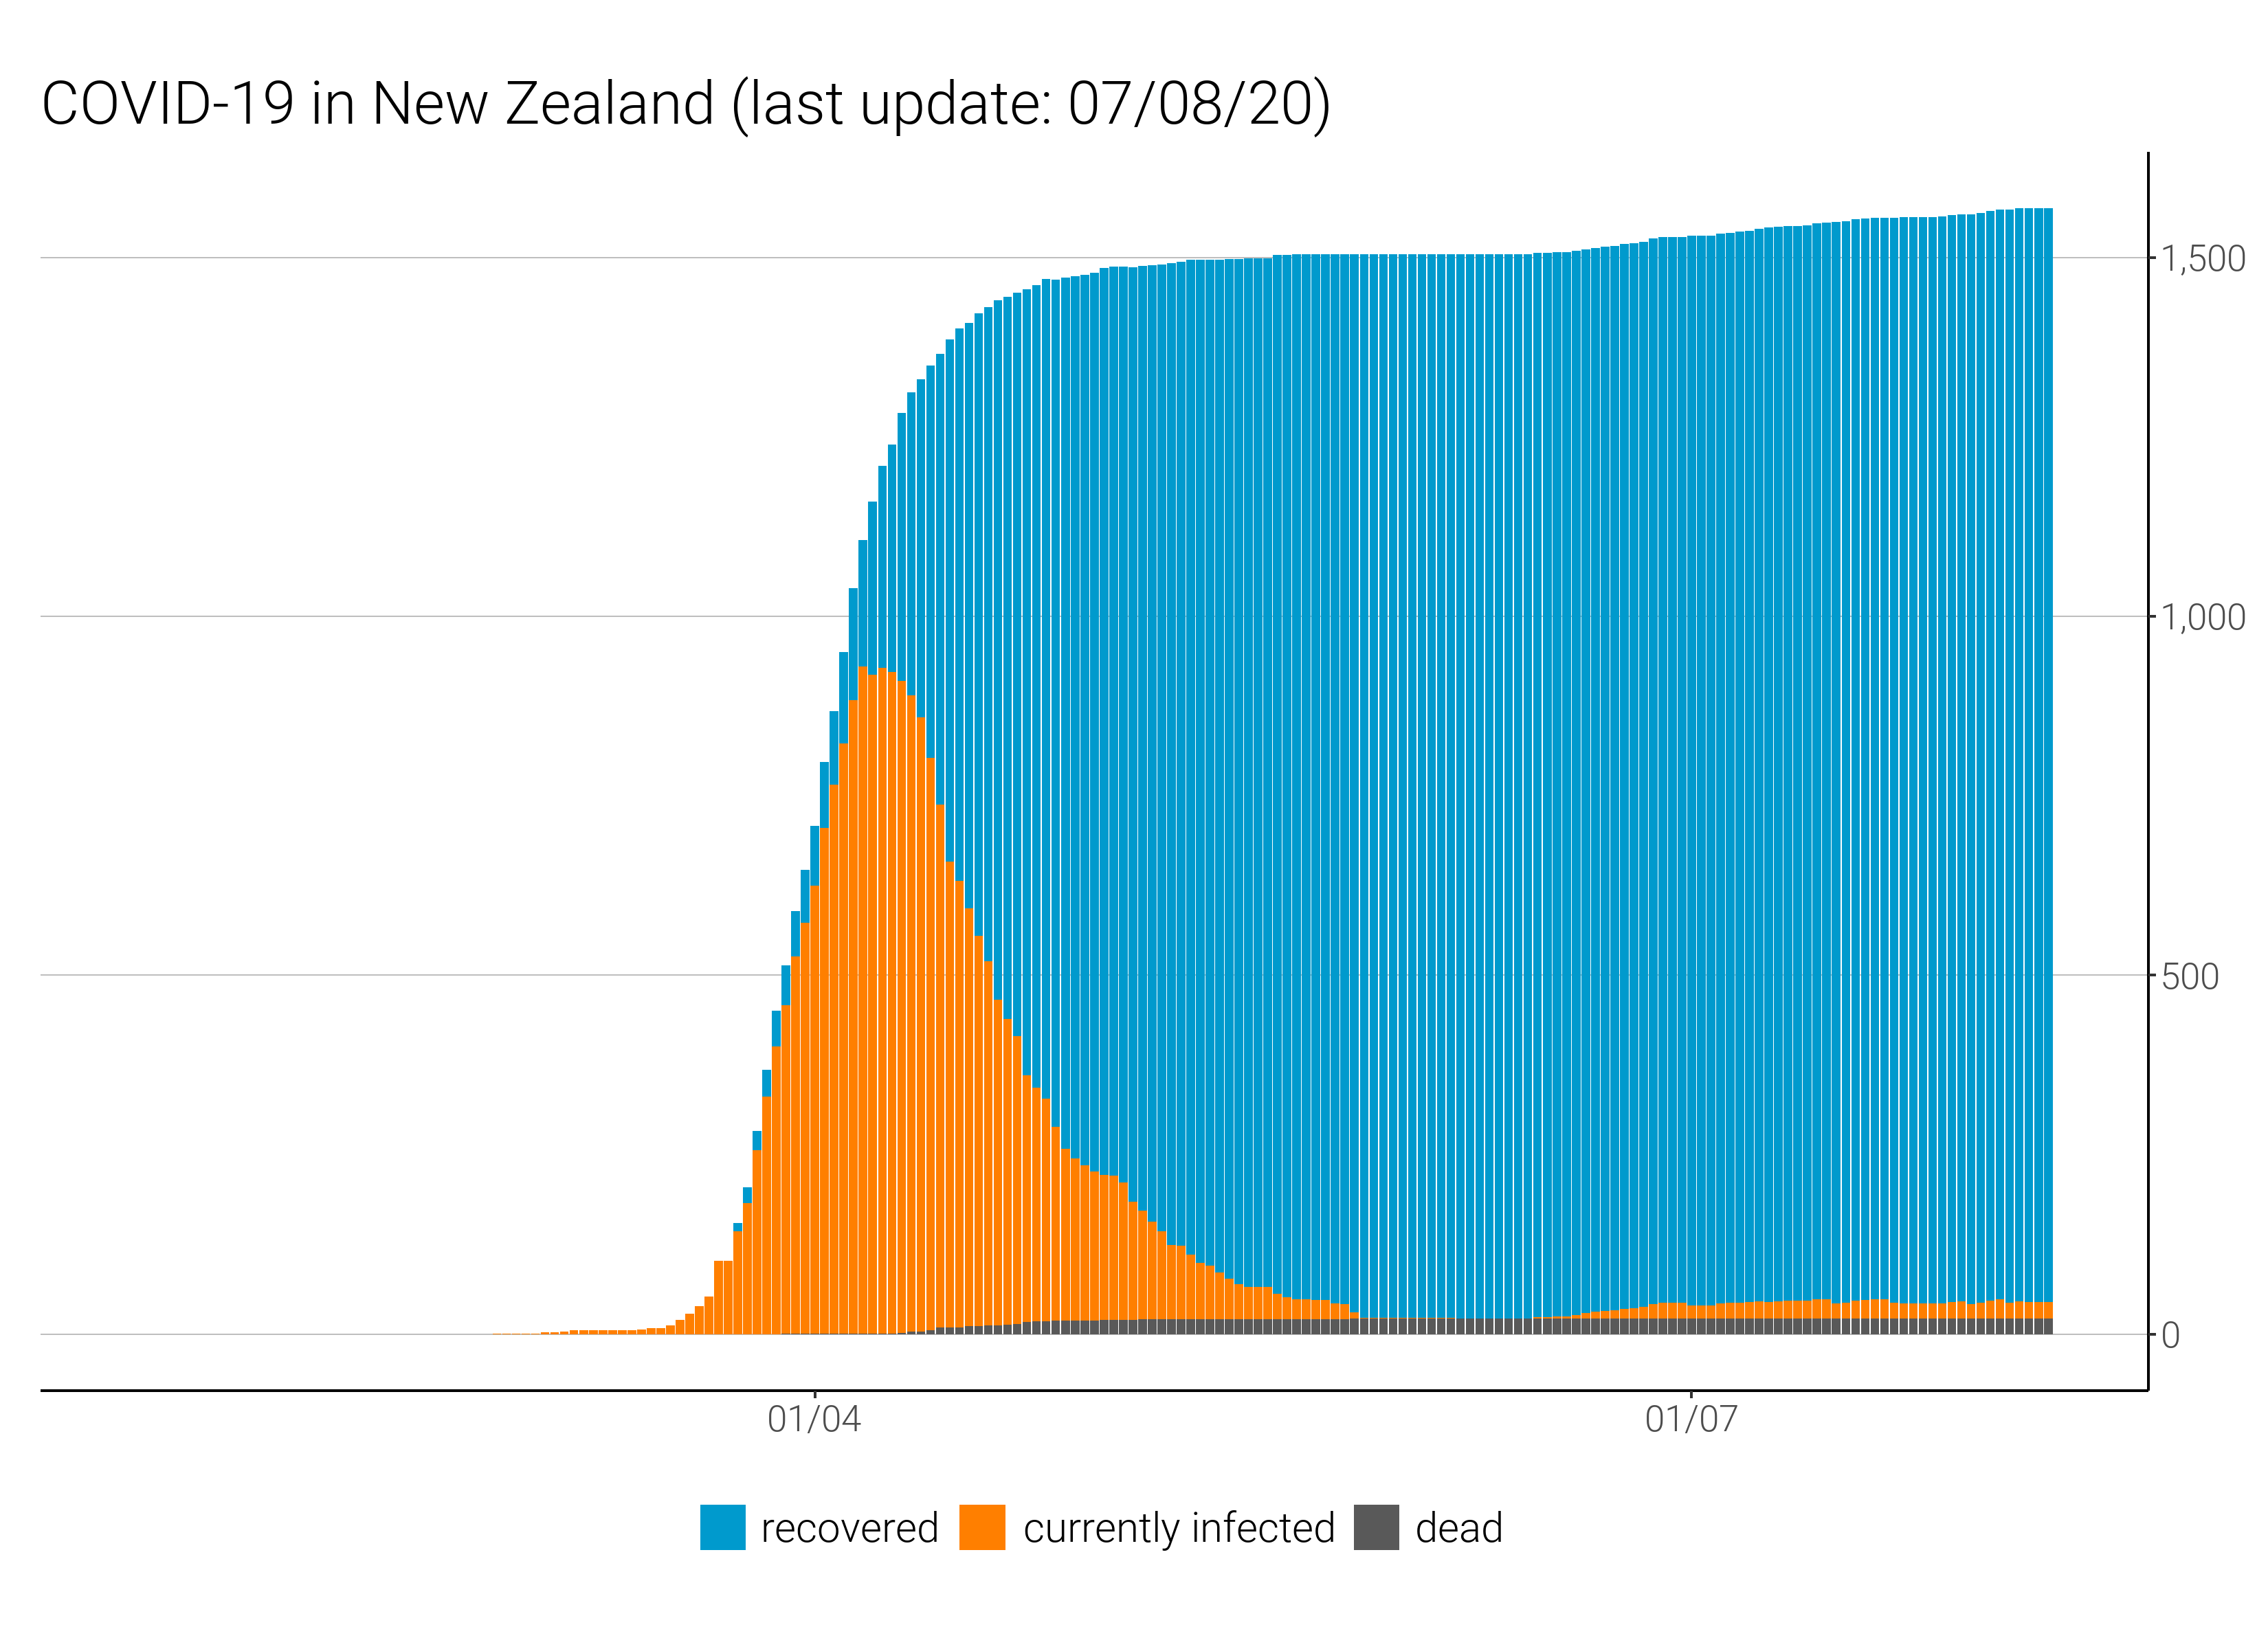 COVID-19 in New Zealand (last update: 07/08/20)
1,500
1,000
500
0
01/04 01/07
recovered currently infected dead